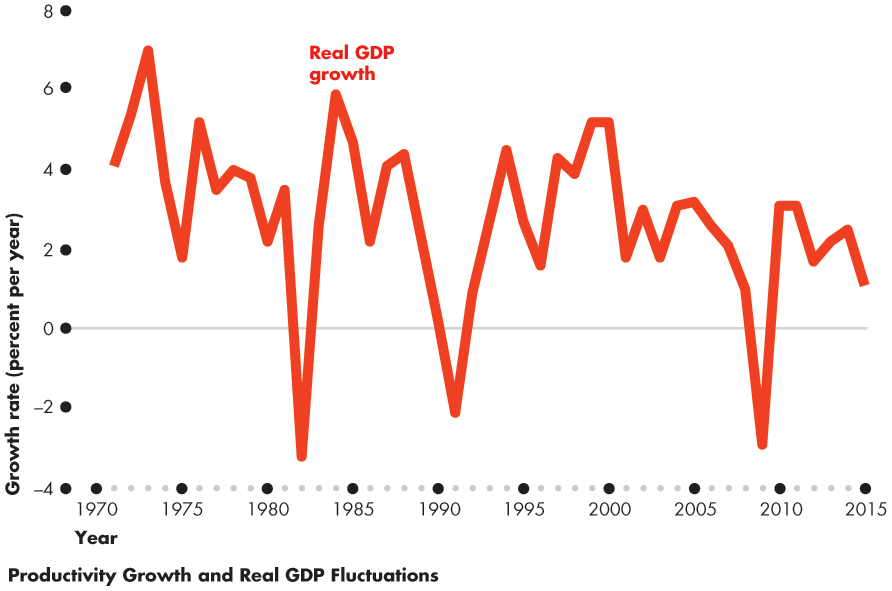 8
Real GDP
growth
6
4
2
0
–2
–4
Growth rate (percent per year)
1970 1975 1980 1985 1990 1995 2000 2005 2010 2015
Year
Productivity Growth and Real GDP Fluctuations